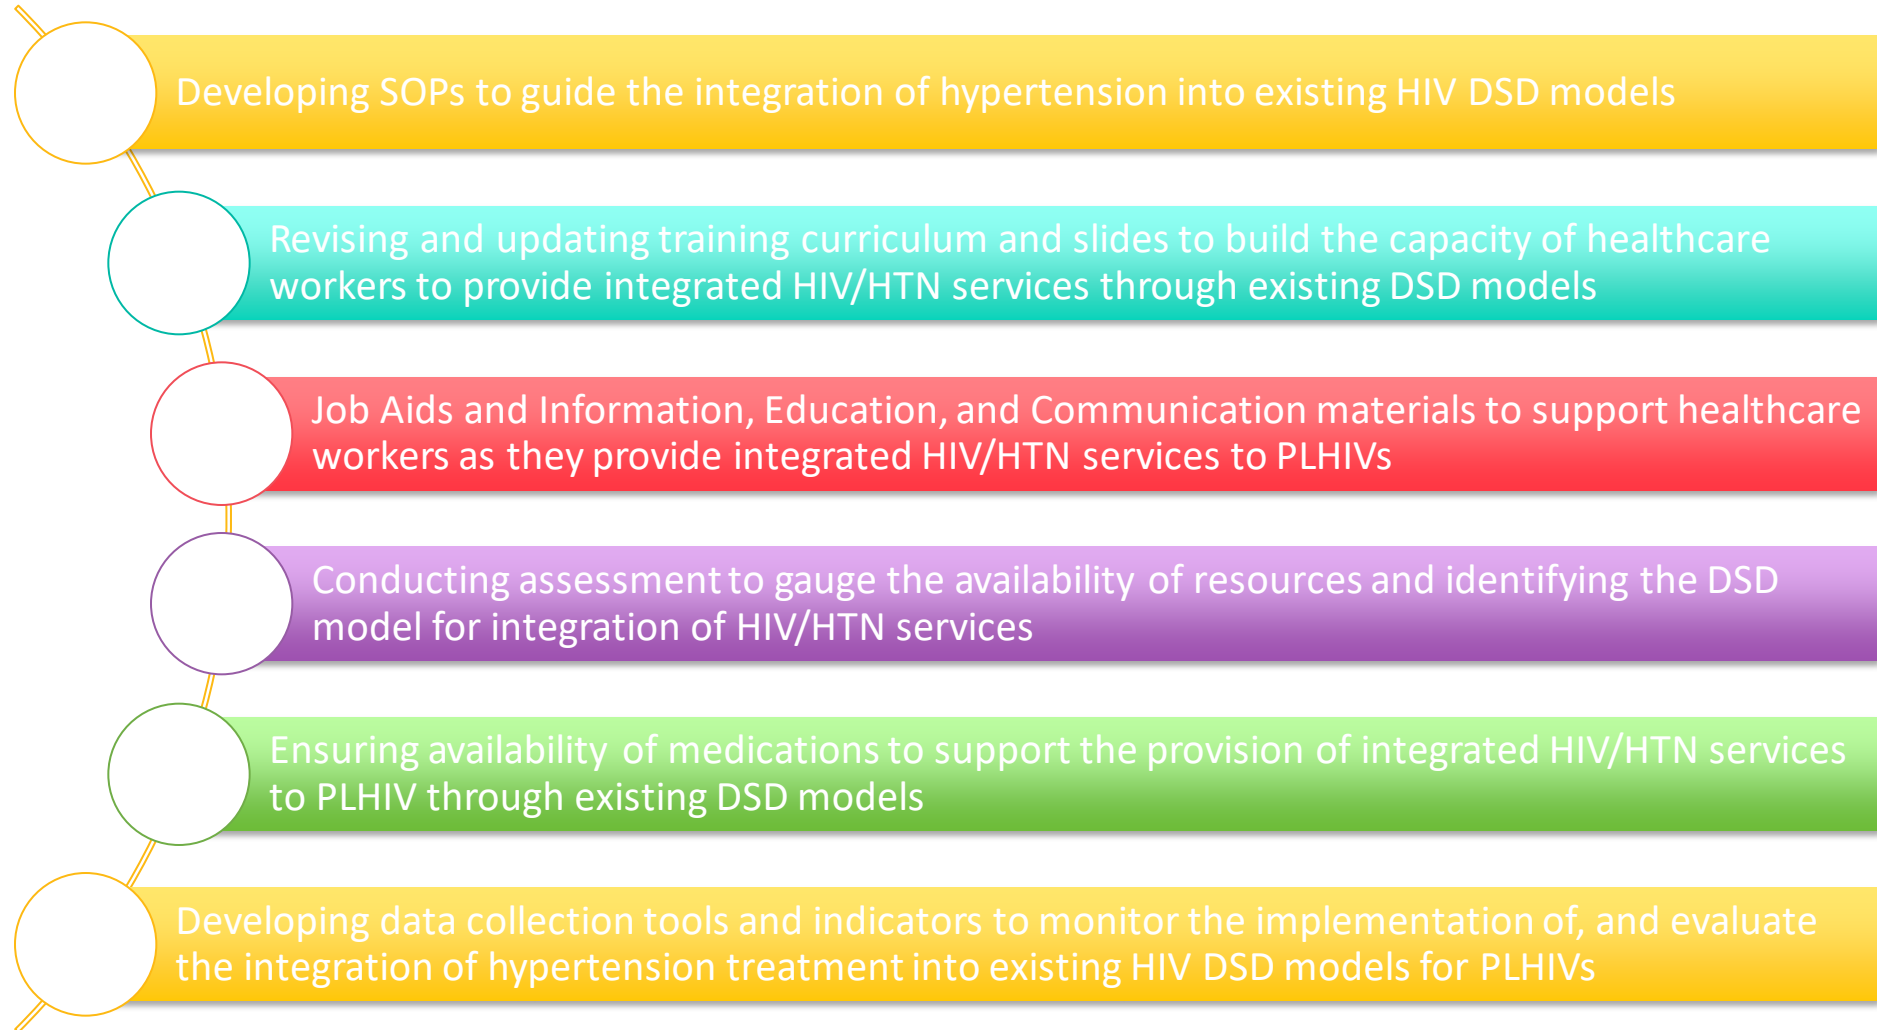 Developing SOPs to guide the integration of hypertension into existing HIV DSD models
Revising and updating training curriculum and slides to build the capacity of healthcare
workers to provide integrated HIV/HTN services through existing DSD models
Job Aids and Information, Education, and Communication materials to support healthcare
workers as they provide integrated HIV/HTN services to PLHIVs
Conducting assessment to gauge the availability of resources and identifying the DSD
model for integration of HIV/HTN services
Ensuring availability of medications to support the provision of integrated HIV/HTN services
to PLHIV through existing DSD models
Developing data collection tools and indicators to monitor the implementation of, and evaluate
the integration of hypertension treatment into existing HIV DSD models for PLHIVs